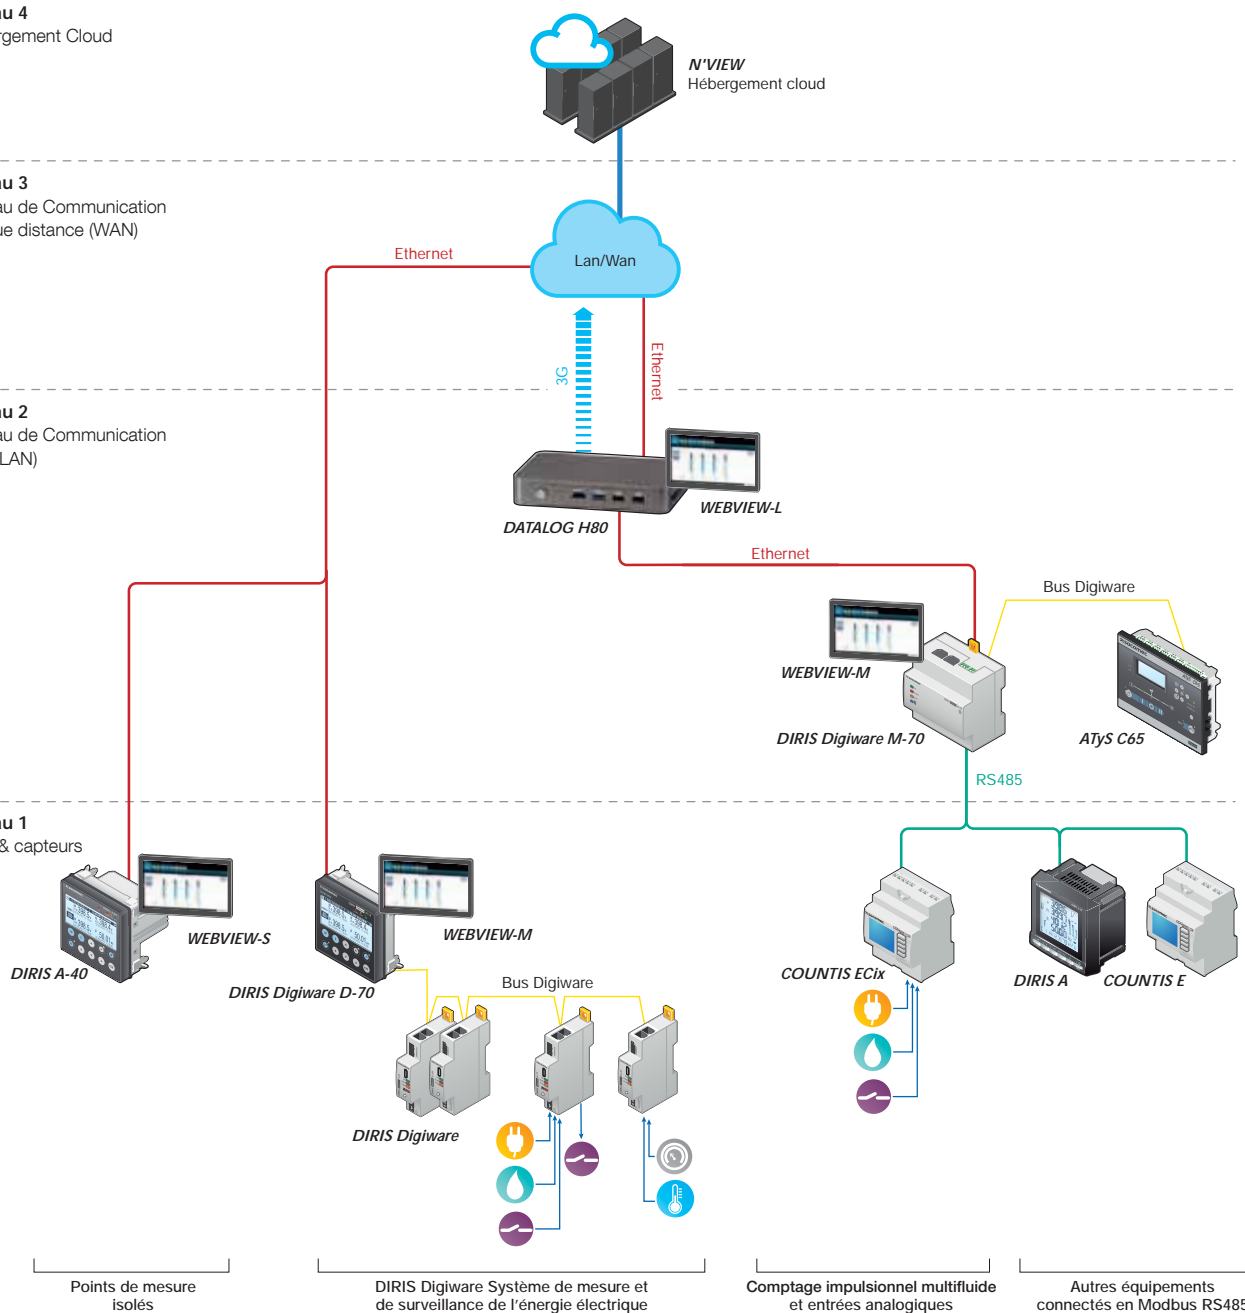 au 4
rgement Cloud
N'VIEW
Hébergement cloud
au 3
au de Communication
ue distance (WAN)
Ethernet
Lan/Wan
3G
Ethernet
au 2
au de Communication
LAN)
WEBVIEW-L
DATALOG H80
Ethernet
Bus Digiware
WEBVIEW-M
DIRIS Digiware M-70
ATyS C65
RS485
au 1
& capteurs
WEBVIEW-S
WEBVIEW-M
DIRIS A-40
DIRIS Digiware D-70
COUNTIS ECix
DIRIS A
COUNTIS E
Bus Digiware
DIRIS Digiware
Points de mesure
isolés
DIRIS Digiware Système de mesure et
de surveillance de l'énergie électrique
Comptage impulsionnel multifluide
et entrées analogiques
Autres équipements
connectés en Modbus RS485